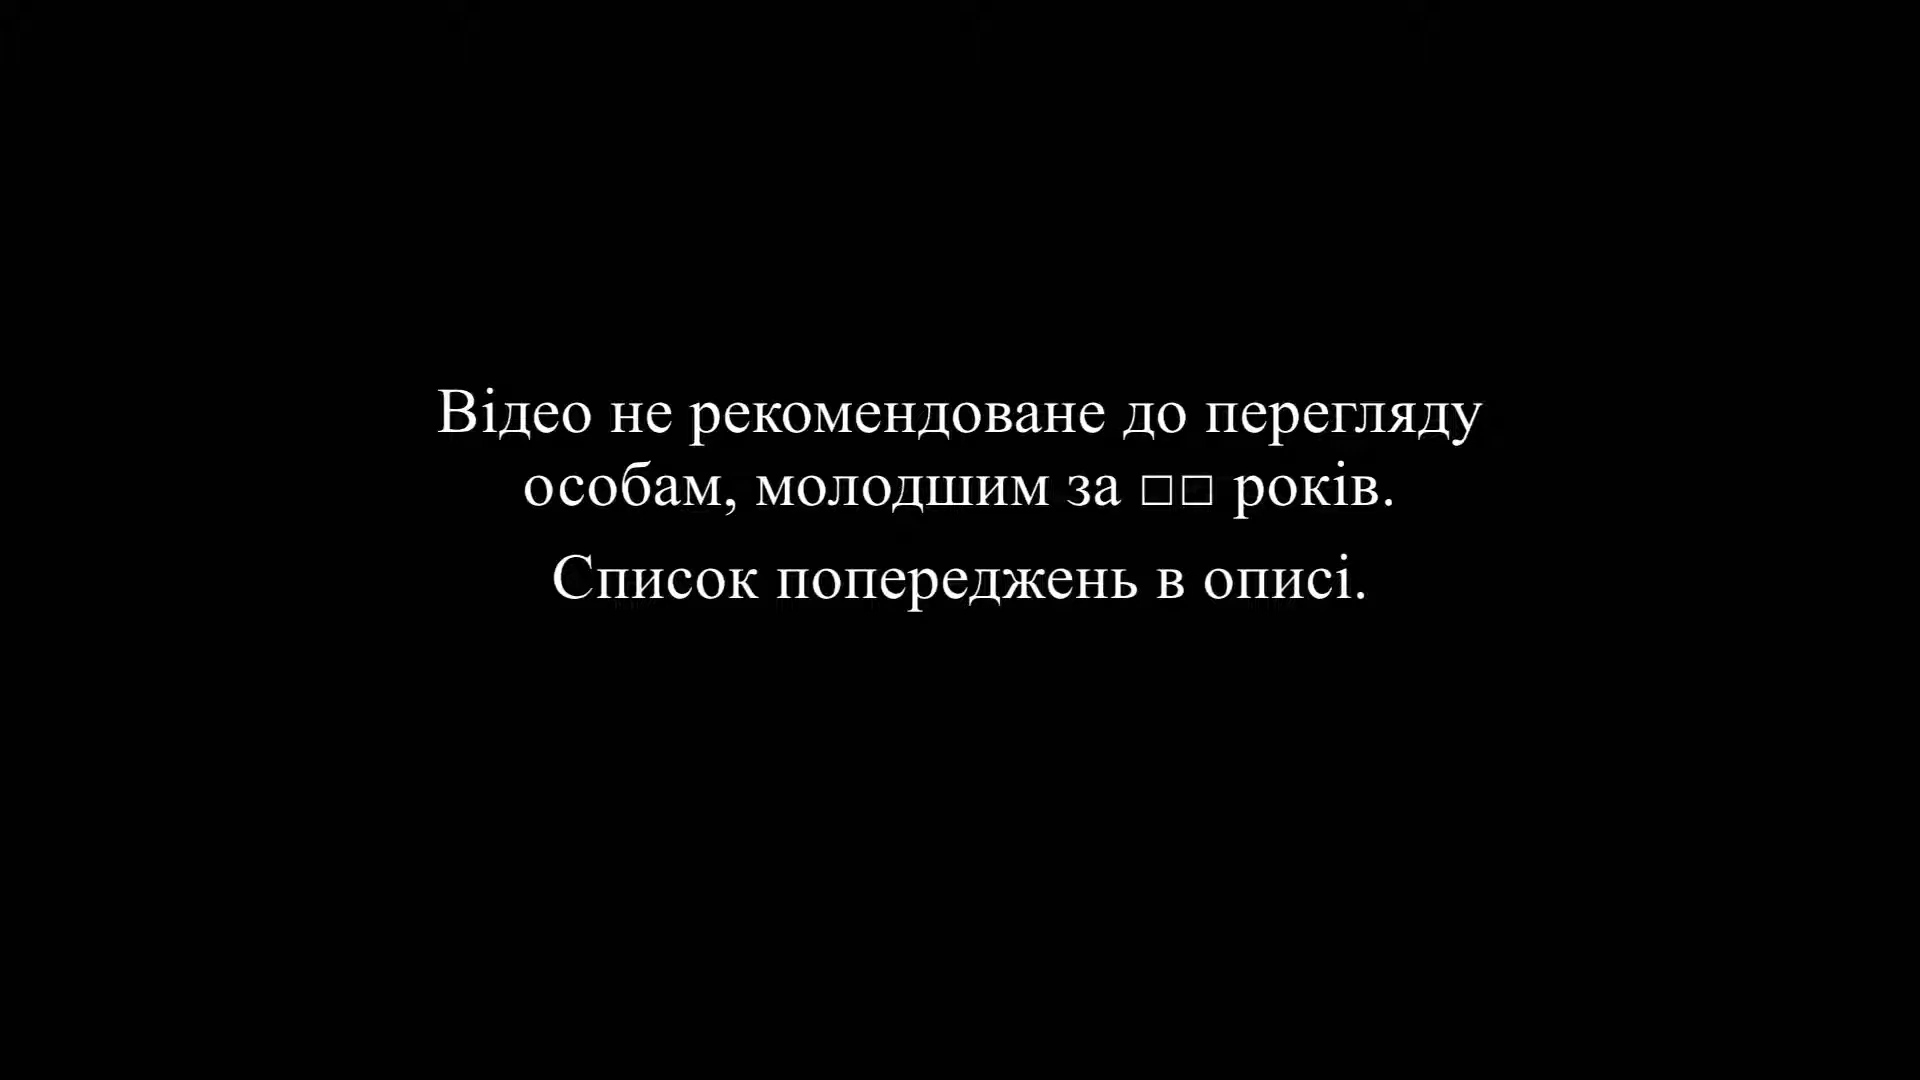 Відео не рекомендоване до перегляду
особам, молодшим за □□ років.
Список попереджень в описі.